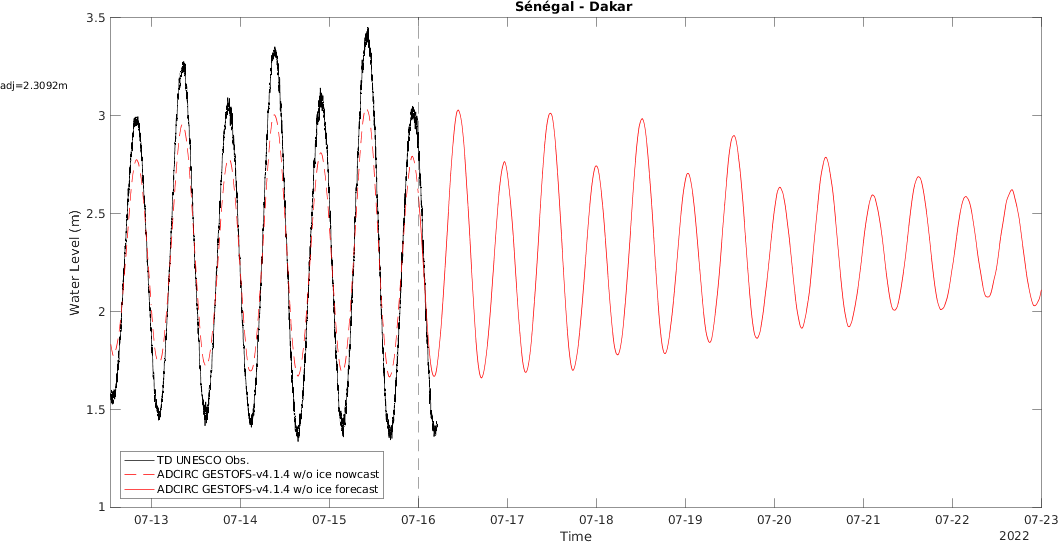 Sénégal - Dakar
adj=2.3092m
3.5
3
2.5
2
1.5
1
Water Level (m)
TD UNESCO Obs.
ADCIRC GESTOFS-v4.1.4 w/o ice nowcast
ADCIRC GESTOFS-v4.1.4 w/o ice forecast
07-13 07-14 07-15 07-16 07-17 07-18 07-19 07-20 07-21 07-22 07-23
Time
2022